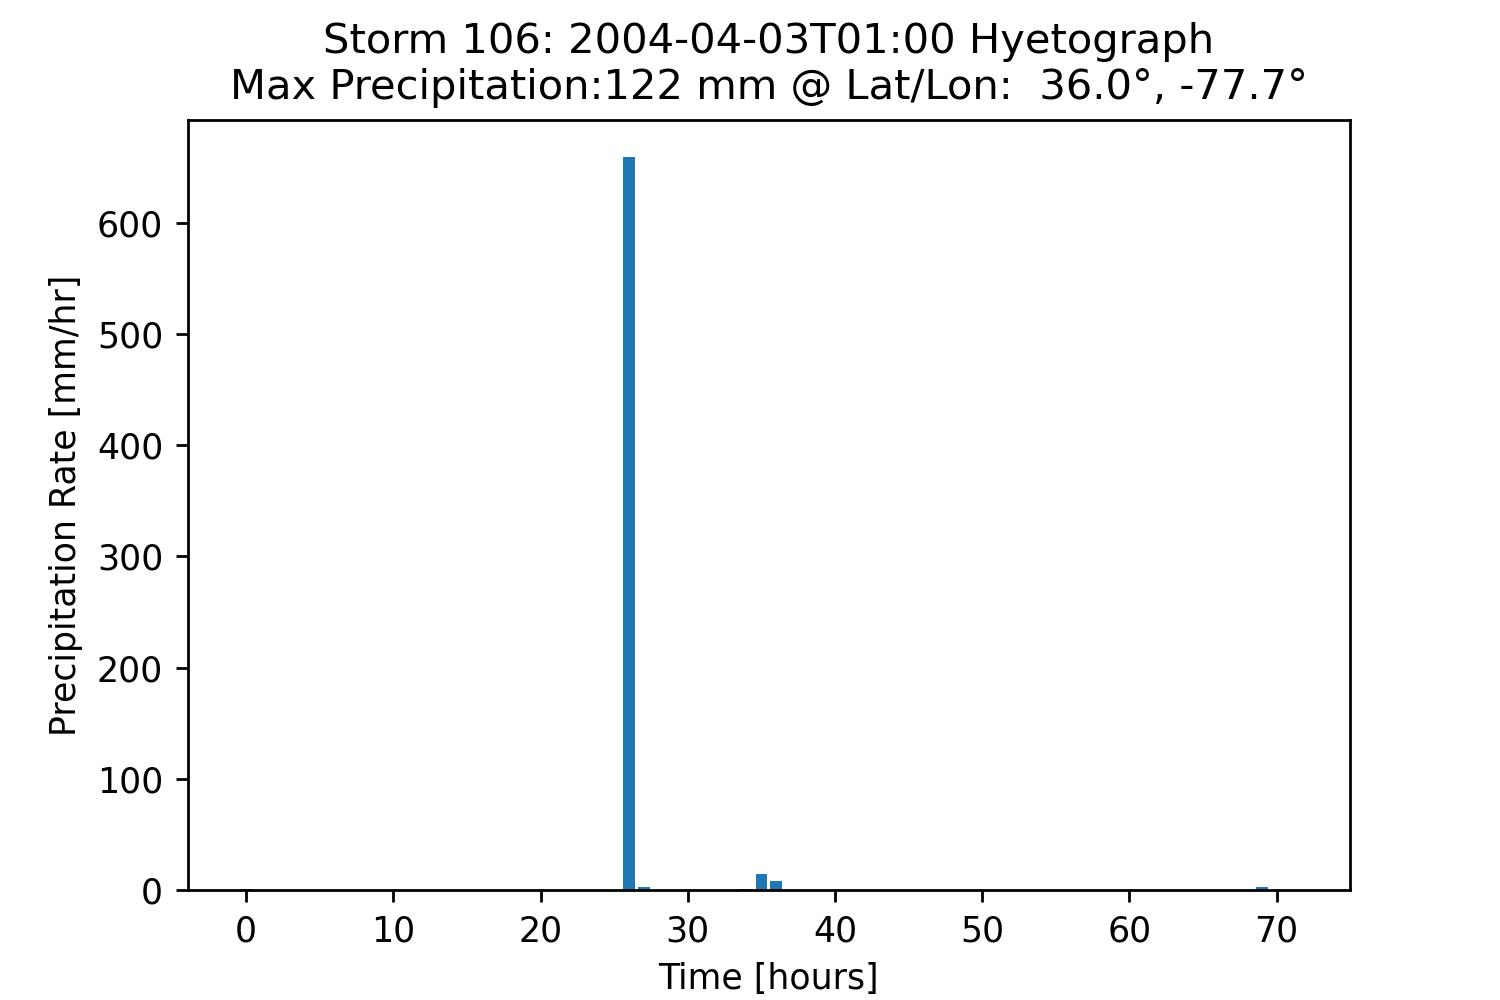 Storm 106: 2004-04-03T01:00 Hyetograph
Max Precipitation:122 mm @ Lat/Lon:  36.0°, -77.7°
600
500
400
300
200
100
0
Precipitation Rate [mm/hr]
0 10 20 30 40 50 60 70
Time [hours]